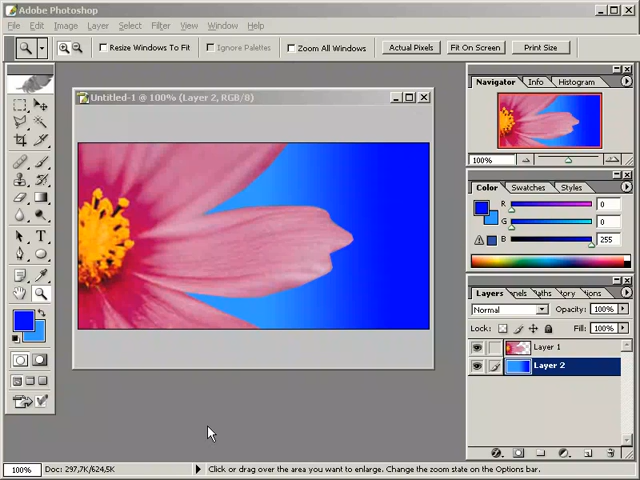 Adobe Photoshop
File Edit Image Layer Select Filter View Window Help
Resize Windows To Fit Ignore Palettes Zoom All Windows Actual Pixels Fit On Screen Print Size
Untitled-1 @ 100% (Layer 2, RGB/8)
Navigator Info Histogram
100%
Color Swatches Styles
R 0
G 0
B 255
Layers nels Paths story tions
Normal Opacity: 100%
Lock: Fill: 100%
Layer 1
Layer 2
T
100% Doc: 297,7K/624,5K Click or drag over the area you want to enlarge. Change the zoom state on the Options bar.